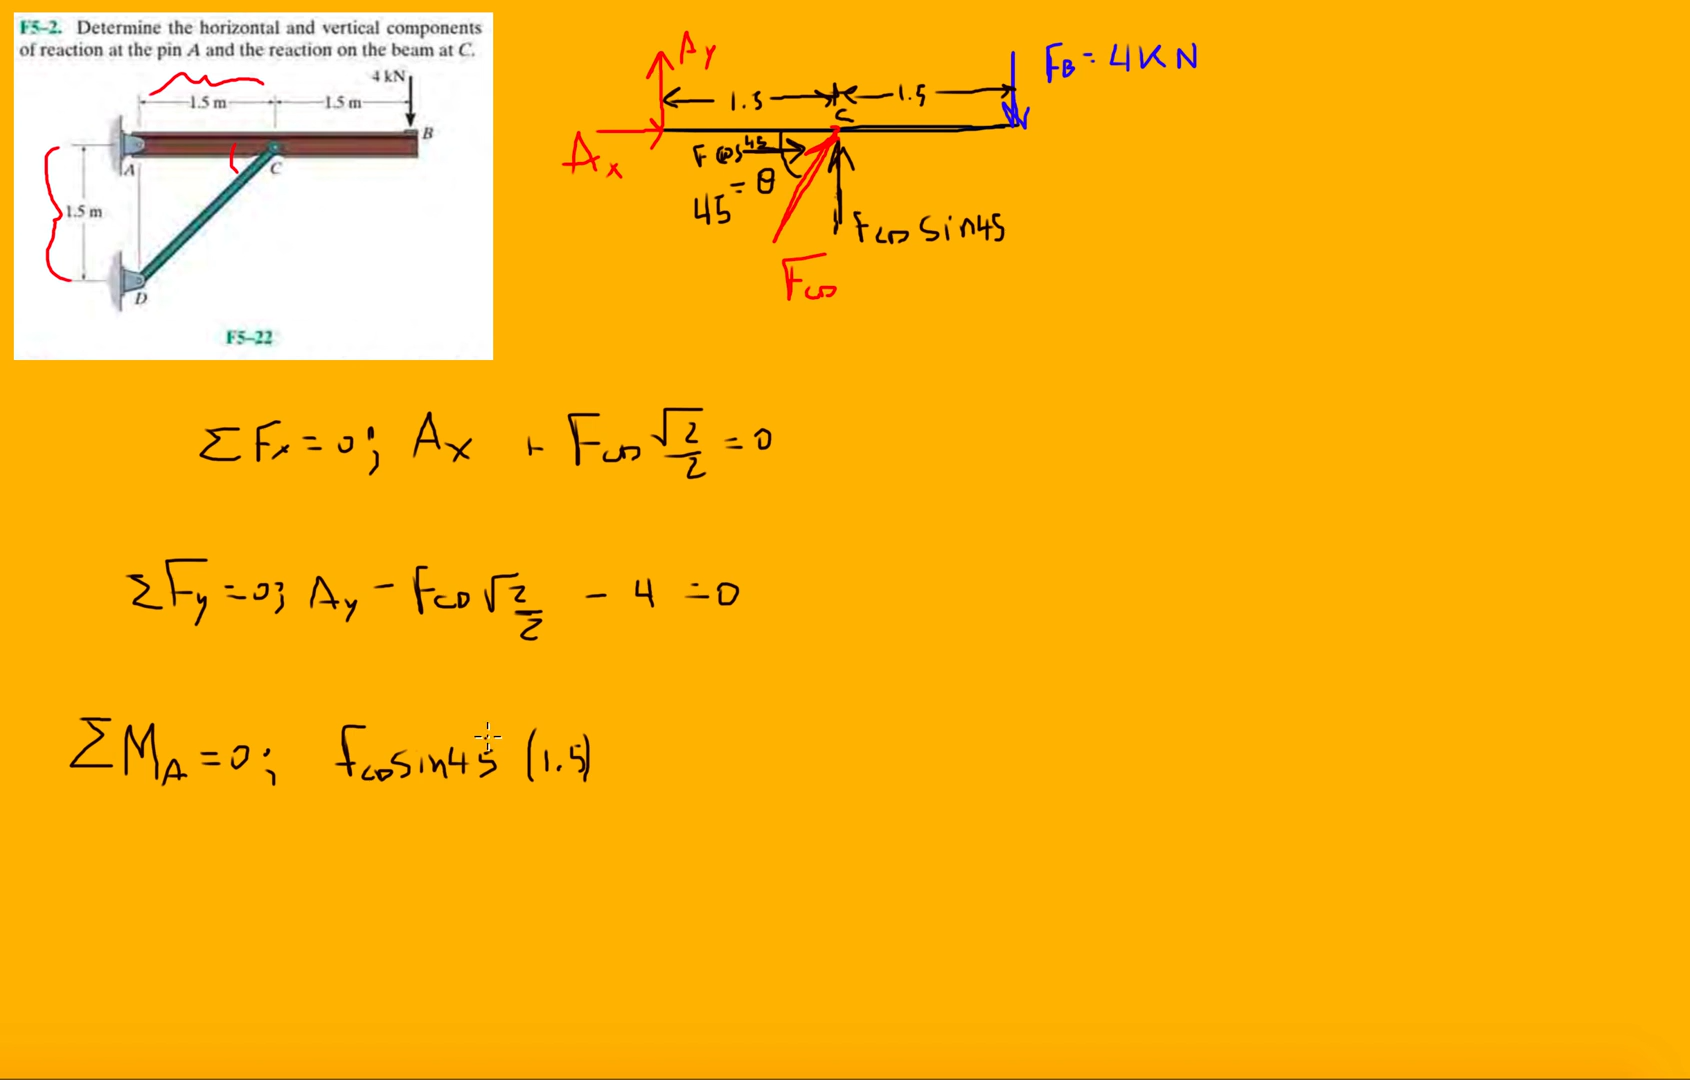 F5–2. Determine the horizontal and vertical components
of reaction at the pin A and the reaction on the beam at C.
4 kN
1.5 m
1.5 m
B
A
C
1.5 m
D
F5–22
Ay
FB = 4KN
1.5
1.5
C
Ax
F cos 45
45 = θ
FCD sin45
FCD
ΣFx = 0; Ax + FCD √2/2 = 0
ΣFy = 0; Ay - FCD √2/2 - 4 = 0
ΣMA = 0; FCD sin45 (1.5)